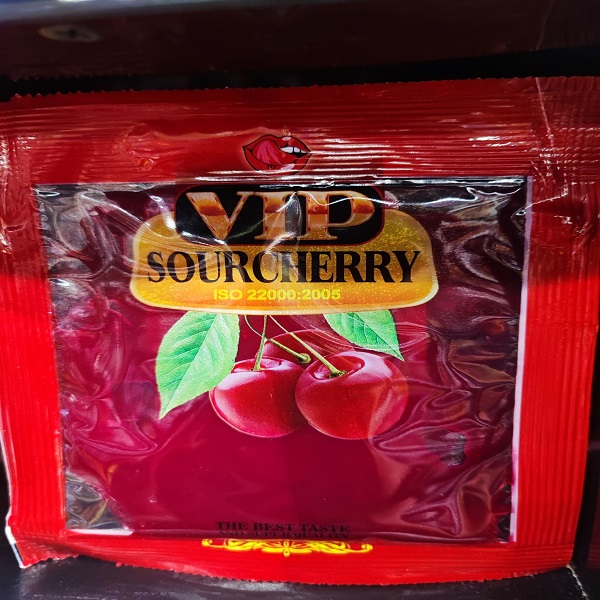 VIP
SOURCHERRY
ISO 22000:2005
THE BEST TASTE